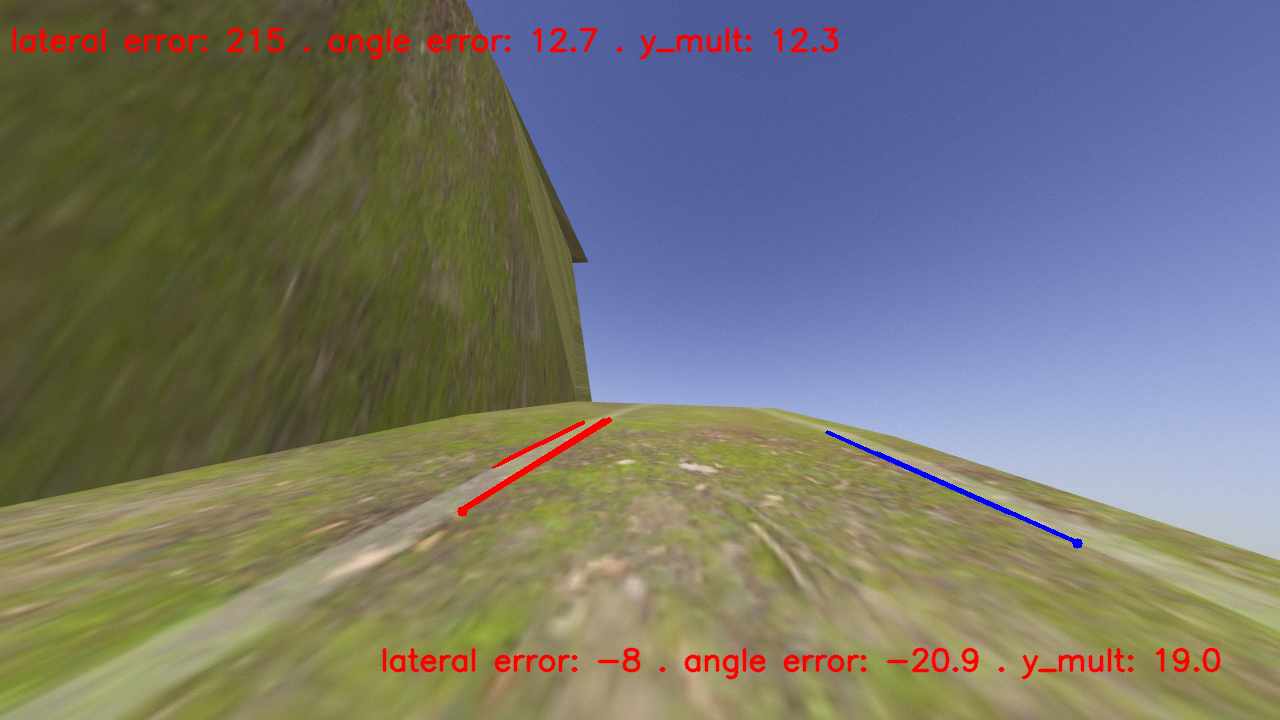 lateral error: 215 . angle error: 12.7 . y_mult: 12.3
lateral error: −8 . angle error: −20.9 . y_mult: 19.0